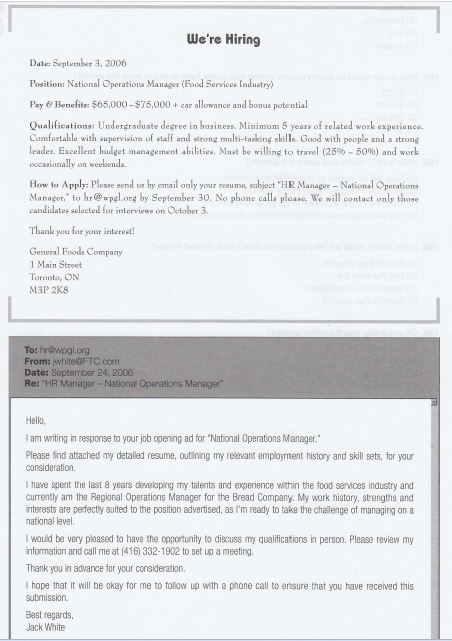 We're Hiring
Date: September 3, 2006
Position: National Operations Manager (Food Services Industry)
Pay & Benefits: $65,000 – $75,000 + car allowance and bonus potential
Qualifications: Undergraduate degree in business. Minimum 5 years of related work experience.
Comfortable with supervision of staff and strong multi-tasking skills. Good with people and a strong
leader. Excellent budget management abilities. Must be willing to travel (25% – 50%) and work
occasionally on weekends.
How to Apply: Please send us by email only your resume, subject "HR Manager – National Operations
Manager," to hr@wpgl.org by September 30. No phone calls please. We will contact only those
candidates selected for interviews on October 3.
Thank you for your interest!
General Foods Company
1 Main Street
Toronto, ON
M3P 2K8
To: hr@wpgl.org
From: jwhite@FTC.com
Date: September 24, 2006
Re: "HR Manager – National Operations Manager"
Hello,
I am writing in response to your job opening ad for "National Operations Manager."
Please find attached my detailed resume, outlining my relevant employment history and skill sets, for your
consideration.
I have spent the last 8 years developing my talents and experience within the food services industry and
currently am the Regional Operations Manager for the Bread Company. My work history, strengths and
interests are perfectly suited to the position advertised, as I'm ready to take the challenge of managing on a
national level.
I would be very pleased to have the opportunity to discuss my qualifications in person. Please review my
information and call me at (416) 332-1902 to set up a meeting.
Thank you in advance for your consideration.
I hope that it will be okay for me to follow up with a phone call to ensure that you have received this
submission.
Best regards,
Jack White